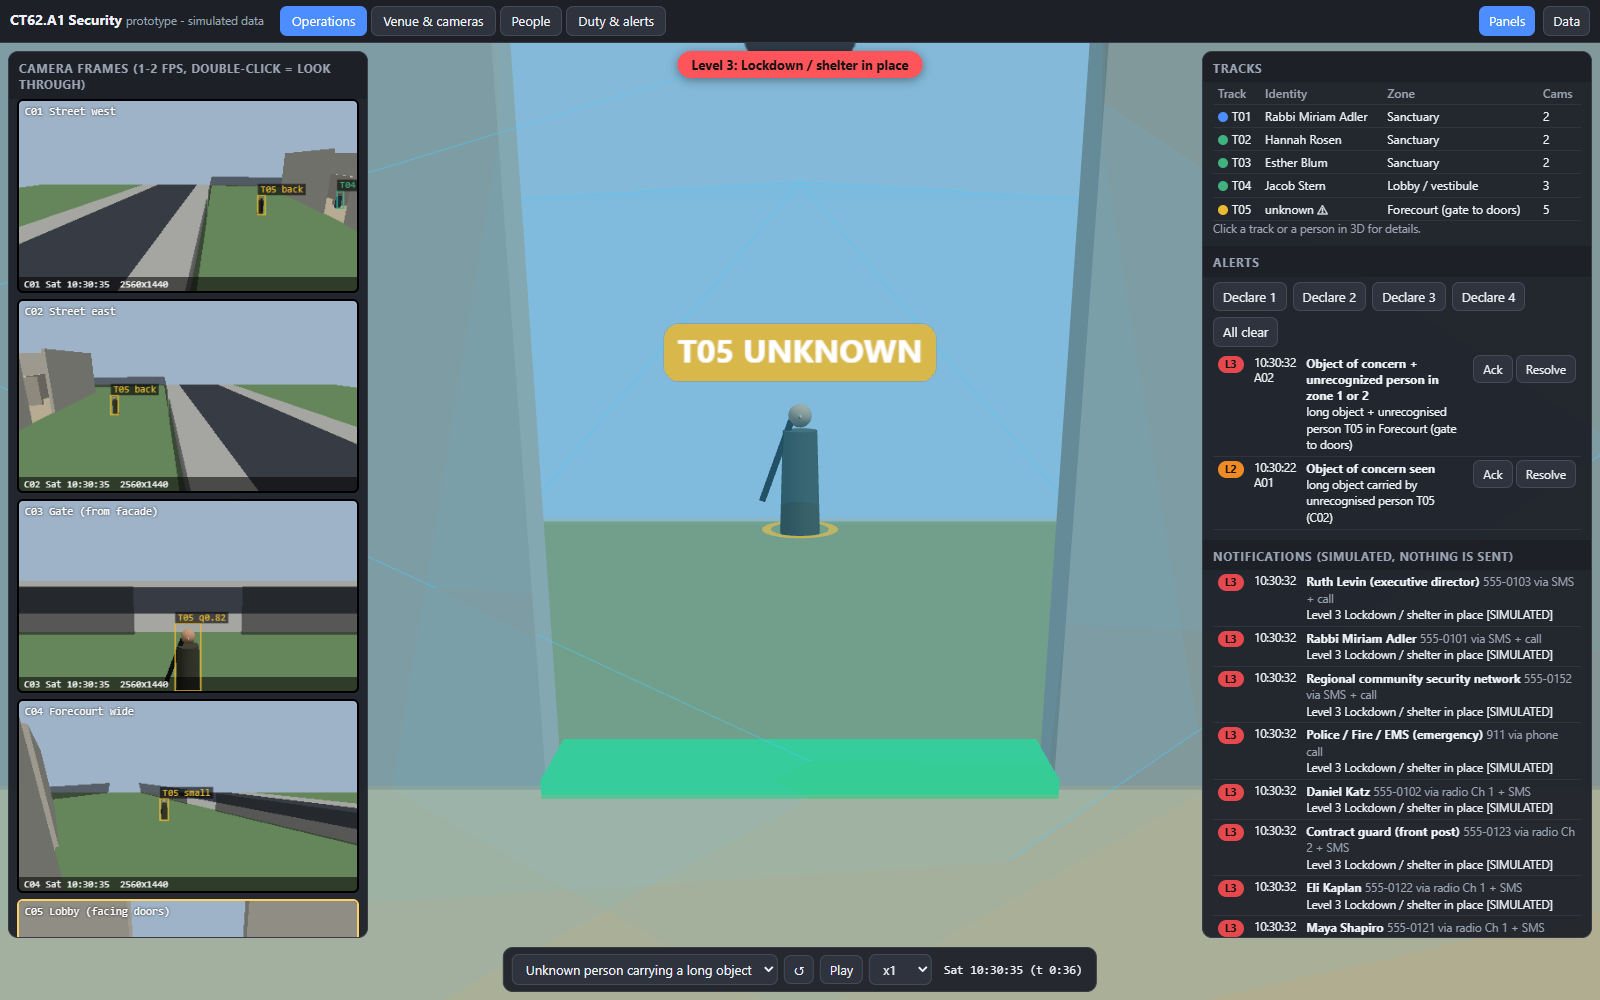 CT62.A1 Security prototype - simulated data
Operations
Venue & cameras
People
Duty & alerts
Panels
Data
CAMERA FRAMES (1-2 FPS, DOUBLE-CLICK = LOOK
THROUGH)
C01 Street west
T05 back
T04
C01 Sat 10:30:35 2560x1440
C02 Street east
T05 back
C02 Sat 10:30:35 2560x1440
C03 Gate (from facade)
T05 q0.82
C03 Sat 10:30:35 2560x1440
C04 Forecourt wide
T05 small
C04 Sat 10:30:35 2560x1440
C05 Lobby (facing doors)
Level 3: Lockdown / shelter in place
T05 UNKNOWN
Unknown person carrying a long object
↺
Play
x1
Sat 10:30:35 (t 0:36)
TRACKS
Track Identity Zone Cams
T01 Rabbi Miriam Adler Sanctuary 2
T02 Hannah Rosen Sanctuary 2
T03 Esther Blum Sanctuary 2
T04 Jacob Stern Lobby / vestibule 3
T05 unknown ⚠ Forecourt (gate to doors) 5
Click a track or a person in 3D for details.
ALERTS
Declare 1
Declare 2
Declare 3
Declare 4
All clear
L3 10:30:32 Object of concern +
A02 unrecognized person in
zone 1 or 2
long object + unrecognised
person T05 in Forecourt (gate
to doors)
Ack
Resolve
L2 10:30:22 Object of concern seen
A01 long object carried by
unrecognised person T05
(C02)
Ack
Resolve
NOTIFICATIONS (SIMULATED, NOTHING IS SENT)
L3 10:30:32 Ruth Levin (executive director) 555-0103 via SMS
+ call
Level 3 Lockdown / shelter in place [SIMULATED]
L3 10:30:32 Rabbi Miriam Adler 555-0101 via SMS + call
Level 3 Lockdown / shelter in place [SIMULATED]
L3 10:30:32 Regional community security network 555-0152
via SMS + call
Level 3 Lockdown / shelter in place [SIMULATED]
L3 10:30:32 Police / Fire / EMS (emergency) 911 via phone
call
Level 3 Lockdown / shelter in place [SIMULATED]
L3 10:30:32 Daniel Katz 555-0102 via radio Ch 1 + SMS
Level 3 Lockdown / shelter in place [SIMULATED]
L3 10:30:32 Contract guard (front post) 555-0123 via radio Ch
2 + SMS
Level 3 Lockdown / shelter in place [SIMULATED]
L3 10:30:32 Eli Kaplan 555-0122 via radio Ch 1 + SMS
Level 3 Lockdown / shelter in place [SIMULATED]
L3 10:30:32 Maya Shapiro 555-0121 via radio Ch 1 + SMS